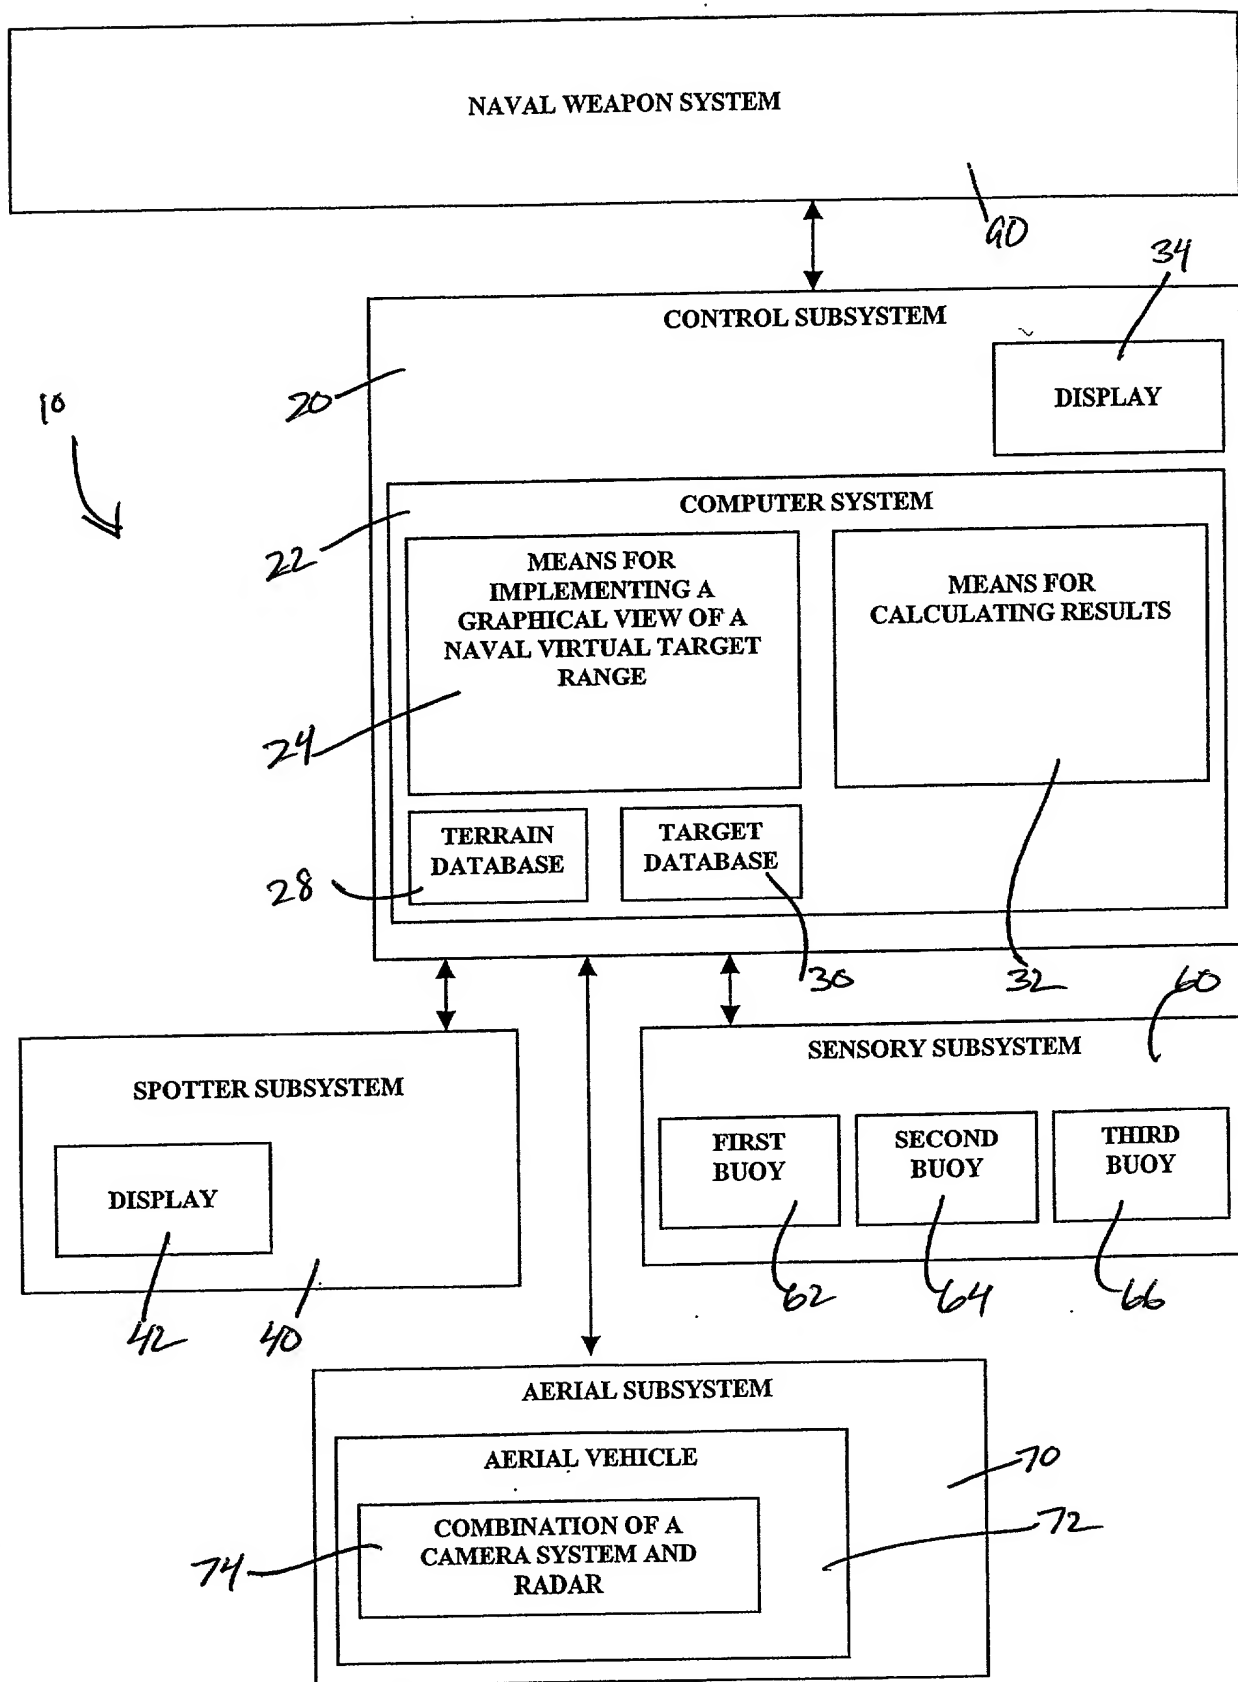 NAVAL WEAPON SYSTEM
90
34
CONTROL SUBSYSTEM
20
DISPLAY
10
COMPUTER SYSTEM
22
MEANS FOR
IMPLEMENTING A
GRAPHICAL VIEW OF A
NAVAL VIRTUAL TARGET
RANGE
MEANS FOR
CALCULATING RESULTS
24
TERRAIN
DATABASE
TARGET
DATABASE
28
30
32
60
SPOTTER SUBSYSTEM
SENSORY SUBSYSTEM
DISPLAY
FIRST
BUOY
SECOND
BUOY
THIRD
BUOY
42
40
62
64
66
AERIAL SUBSYSTEM
AERIAL VEHICLE
70
COMBINATION OF A
CAMERA SYSTEM AND
RADAR
72
74